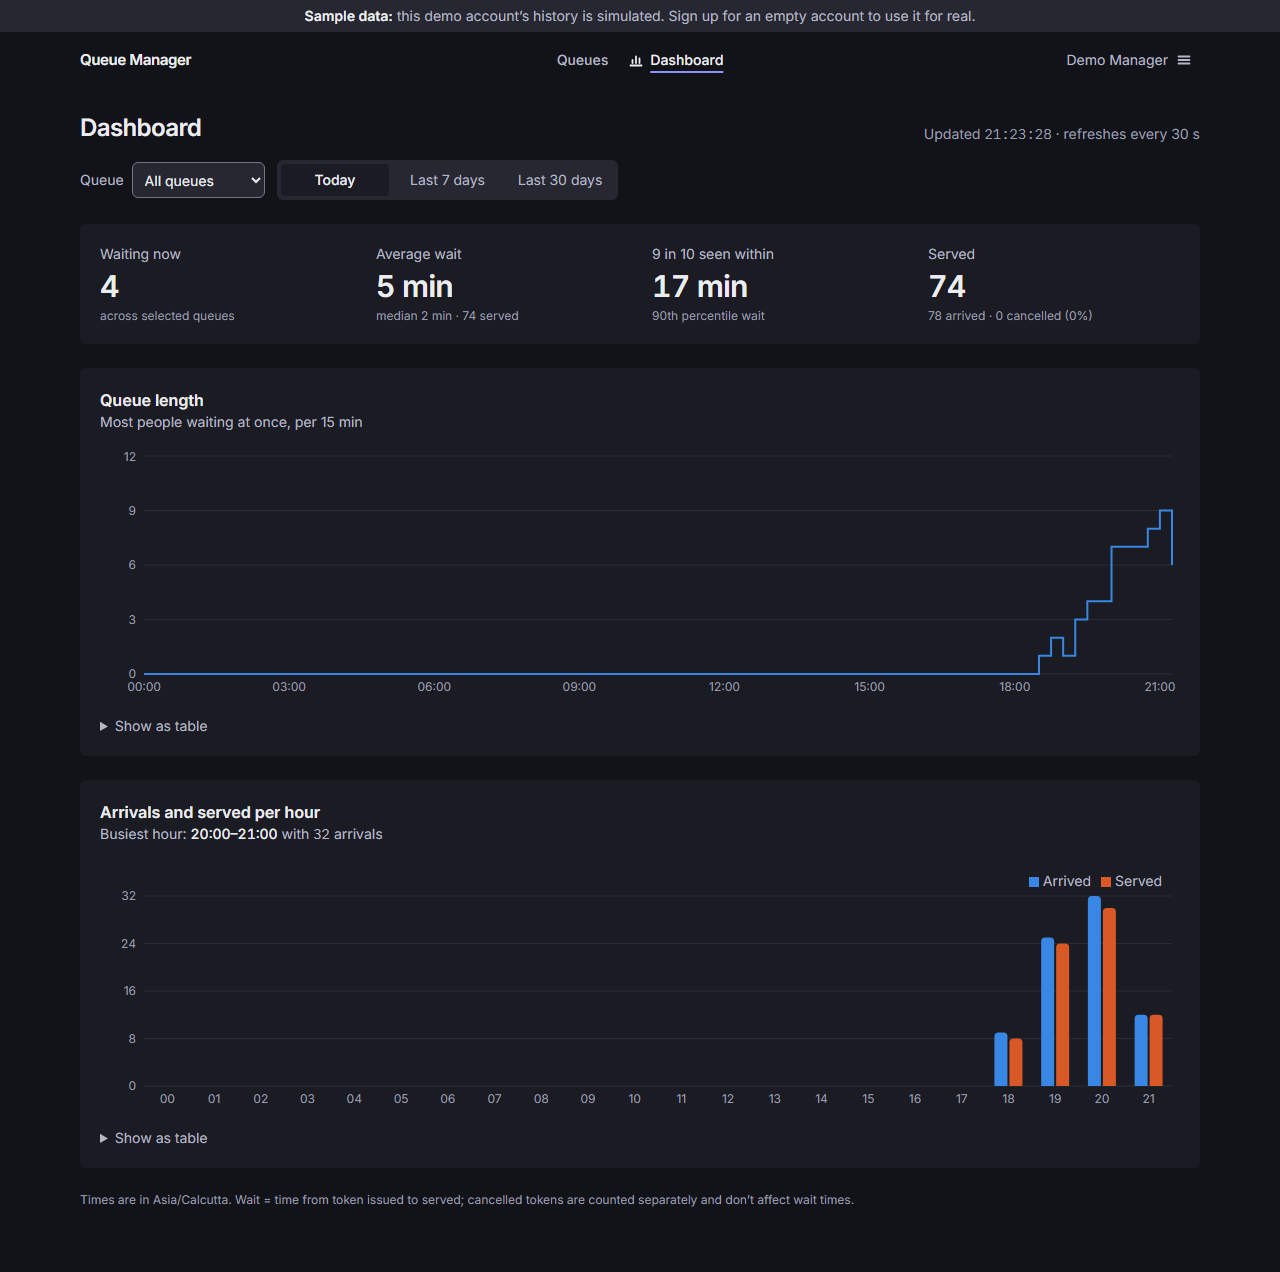 Sample data: this demo account's history is simulated. Sign up for an empty account to use it for real.
Queue Manager
Queues
Dashboard
Demo Manager
Dashboard
Updated 21:23:28 · refreshes every 30 s
Queue
All queues
Today
Last 7 days
Last 30 days
Waiting now
4
across selected queues
Average wait
5 min
median 2 min · 74 served
9 in 10 seen within
17 min
90th percentile wait
Served
74
78 arrived · 0 cancelled (0%)
Queue length
Most people waiting at once, per 15 min
12
9
6
3
0
00:00 03:00 06:00 09:00 12:00 15:00 18:00 21:00
Show as table
Arrivals and served per hour
Busiest hour: 20:00–21:00 with 32 arrivals
Arrived Served
32
24
16
8
0
00 01 02 03 04 05 06 07 08 09 10 11 12 13 14 15 16 17 18 19 20 21
Show as table
Times are in Asia/Calcutta. Wait = time from token issued to served; cancelled tokens are counted separately and don't affect wait times.